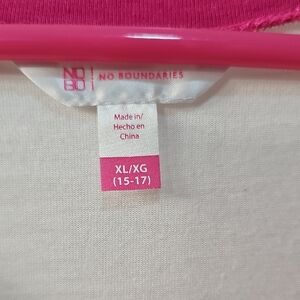 NO
BO
NO BOUNDARIES
Made in/
Hecho en
China
XL/XG
(15-17)